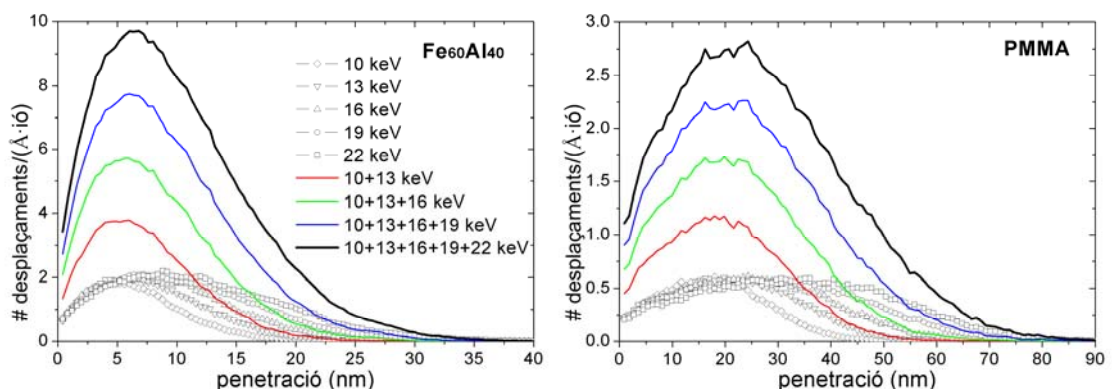 Fe60Al40
10 keV
13 keV
16 keV
19 keV
22 keV
10+13 keV
10+13+16 keV
10+13+16+19 keV
10+13+16+19+22 keV
# desplaçaments/(Å·ió)
10
8
6
4
2
0
0 5 10 15 20 25 30 35 40
penetració (nm)
PMMA
# desplaçaments/(Å·ió)
3.0
2.5
2.0
1.5
1.0
0.5
0.0
0 10 20 30 40 50 60 70 80 90
penetració (nm)